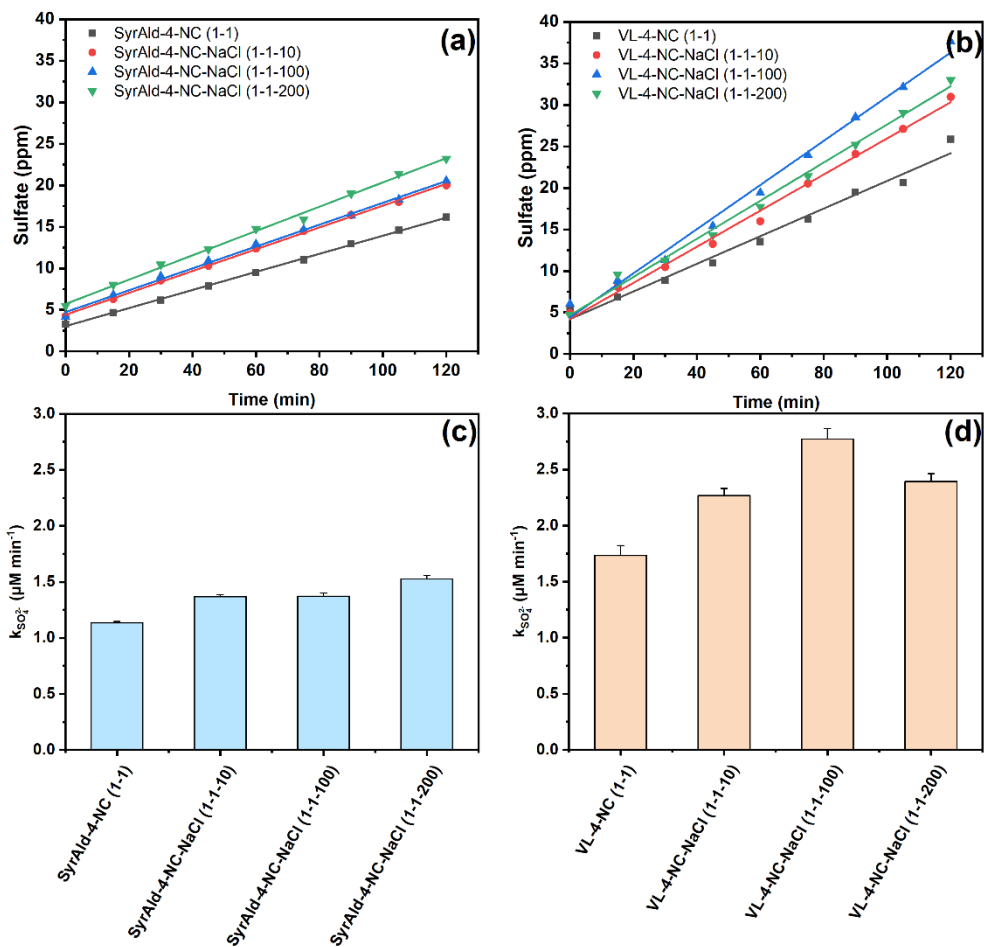 (a)
SyrAld-4-NC (1-1)
SyrAld-4-NC-NaCl (1-1-10)
SyrAld-4-NC-NaCl (1-1-100)
SyrAld-4-NC-NaCl (1-1-200)
Sulfate (ppm)
40
35
30
25
20
15
10
5
0
0 20 40 60 80 100 120
Time (min)
(b)
VL-4-NC (1-1)
VL-4-NC-NaCl (1-1-10)
VL-4-NC-NaCl (1-1-100)
VL-4-NC-NaCl (1-1-200)
Sulfate (ppm)
40
35
30
25
20
15
10
5
0
0 20 40 60 80 100 120
Time (min)
(c)
k_{SO_4^{2-}} (µM min⁻¹)
3.0
2.5
2.0
1.5
1.0
0.5
0.0
SyrAld-4-NC (1-1)
SyrAld-4-NC-NaCl (1-1-10)
SyrAld-4-NC-NaCl (1-1-100)
SyrAld-4-NC-NaCl (1-1-200)
(d)
k_{SO_4^{2-}} (µM min⁻¹)
3.0
2.5
2.0
1.5
1.0
0.5
0.0
VL-4-NC (1-1)
VL-4-NC-NaCl (1-1-10)
VL-4-NC-NaCl (1-1-100)
VL-4-NC-NaCl (1-1-200)